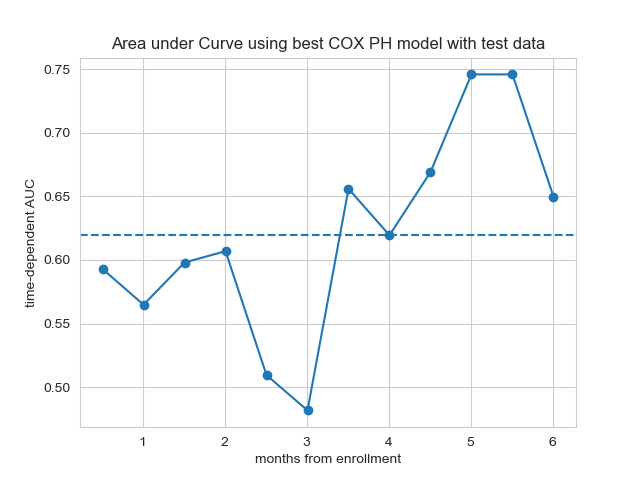 Area under Curve using best COX PH model with test data
time-dependent AUC
0.75
0.70
0.65
0.60
0.55
0.50
1 2 3 4 5 6
months from enrollment